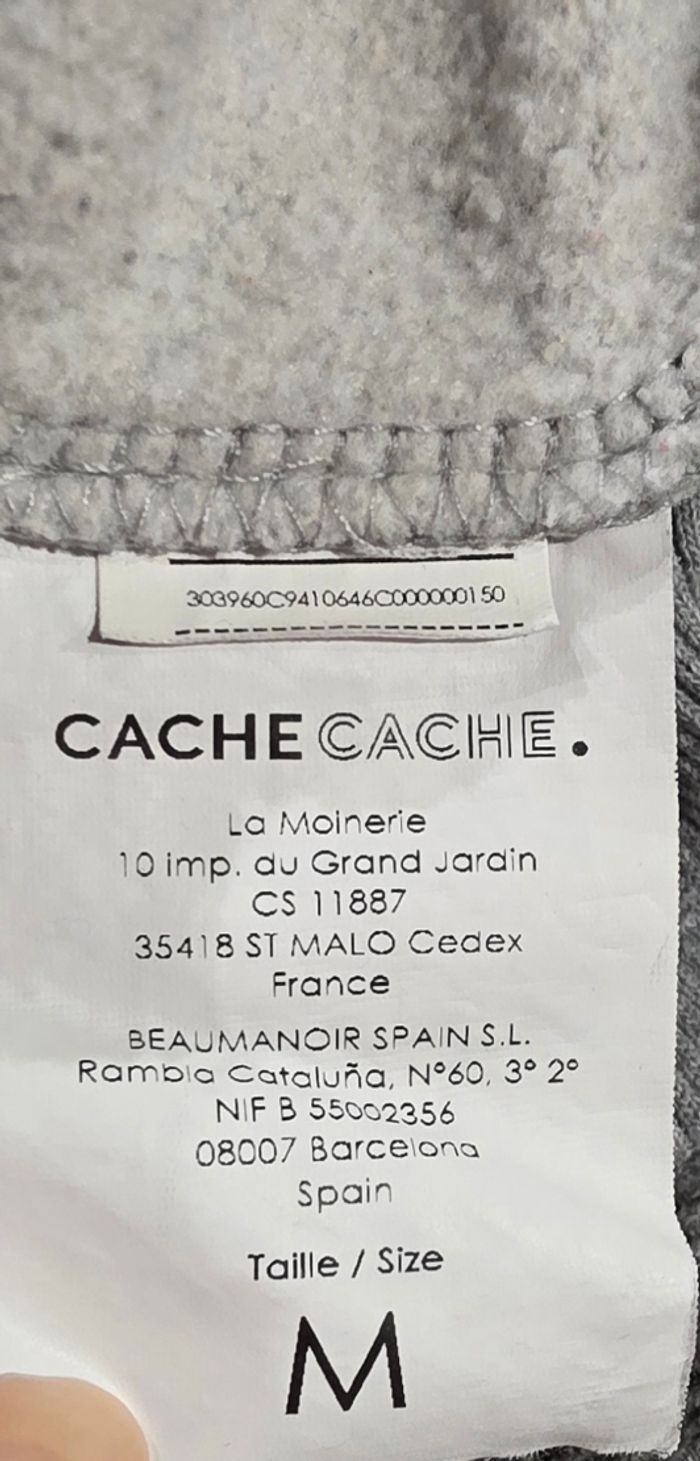 303960C9410646C000000150
CACHE CACHE.
La Moinerie
10 imp. du Grand Jardin
CS 11887
35418 ST MALO Cedex
France
BEAUMANOIR SPAIN S.L.
Rambla Cataluña, N°60, 3° 2°
NIF B 55002356
08007 Barcelona
Spain
Taille / Size
M